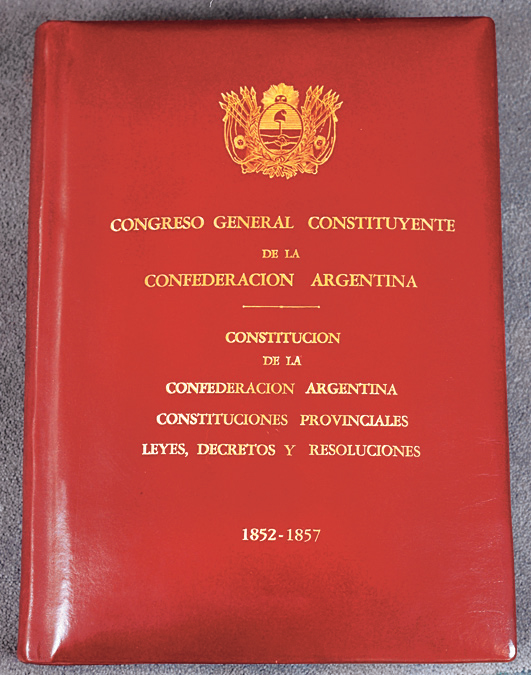 CONGRESO GENERAL CONSTITUYENTE
DE LA
CONFEDERACION ARGENTINA
CONSTITUCION
DE LA
CONFEDERACION ARGENTINA
CONSTITUCIONES PROVINCIALES
LEYES, DECRETOS Y RESOLUCIONES
1852-1857